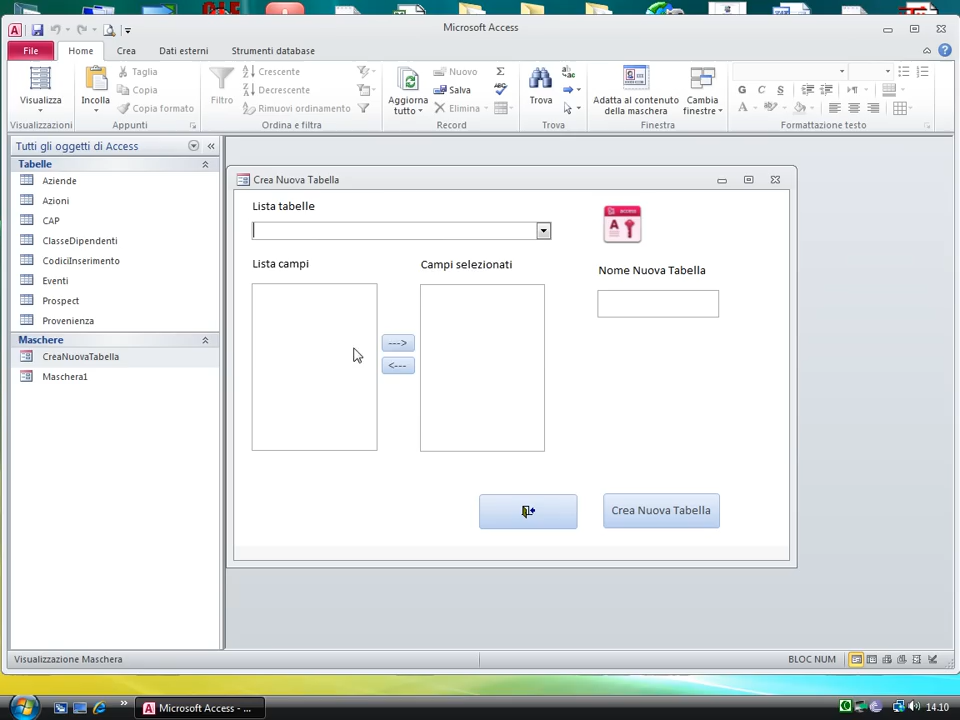 Microsoft Access
File
Home
Crea
Dati esterni
Strumenti database
Visualizza
Visualizzazioni
Incolla
Taglia
Copia
Copia formato
Appunti
Filtro
Crescente
Decrescente
Rimuovi ordinamento
Ordina e filtra
Aggiorna
tutto
Nuovo
Salva
Elimina
Record
Trova
Trova
Adatta al contenuto
della maschera
Cambia
finestre
Finestra
G C S
A
Formattazione testo
Tutti gli oggetti di Access
Tabelle
Aziende
Azioni
CAP
ClasseDipendenti
CodiciInserimento
Eventi
Prospect
Provenienza
Maschere
CreaNuovaTabella
Maschera1
Crea Nuova Tabella
Lista tabelle
access
A
Lista campi
Campi selezionati
Nome Nuova Tabella
--->
<---
Crea Nuova Tabella
Visualizzazione Maschera
BLOC NUM
Microsoft Access - ...
14.10